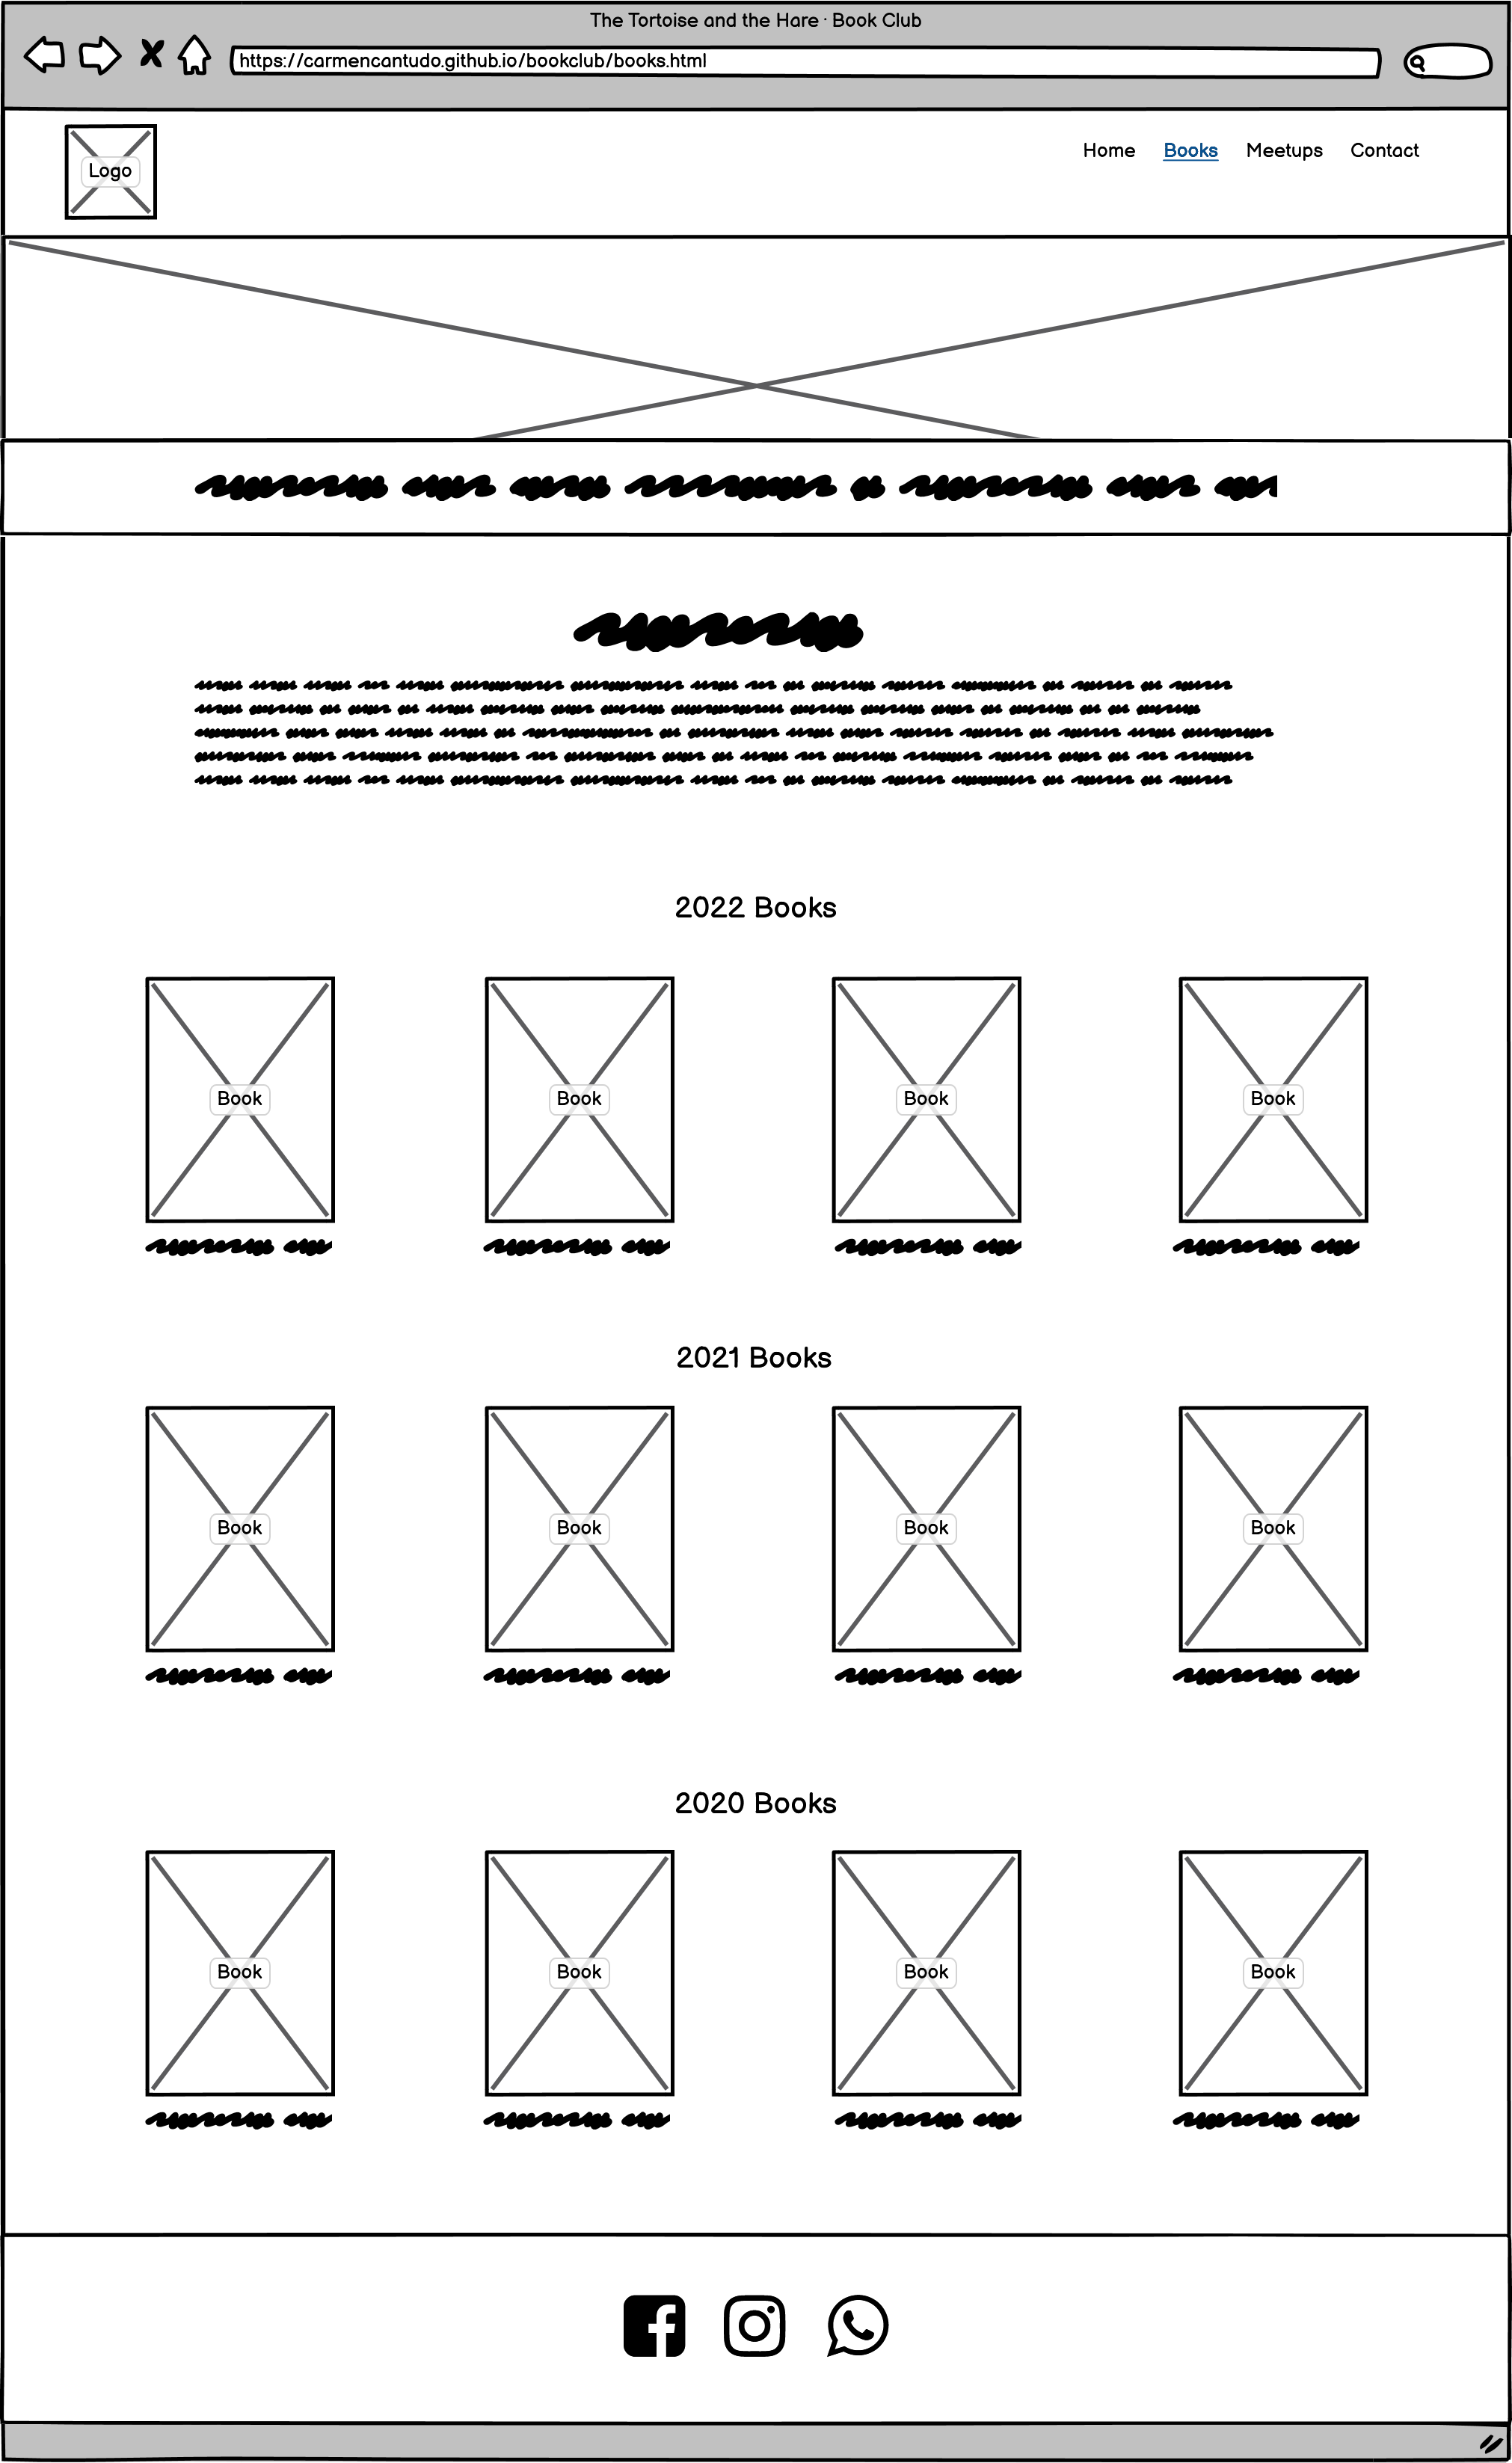 The Tortoise and the Hare · Book Club
https://carmencantudo.github.io/bookclub/books.html
Logo
Home Books Meetups Contact
2022 Books
Book Book Book Book
2021 Books
Book Book Book Book
2020 Books
Book Book Book Book